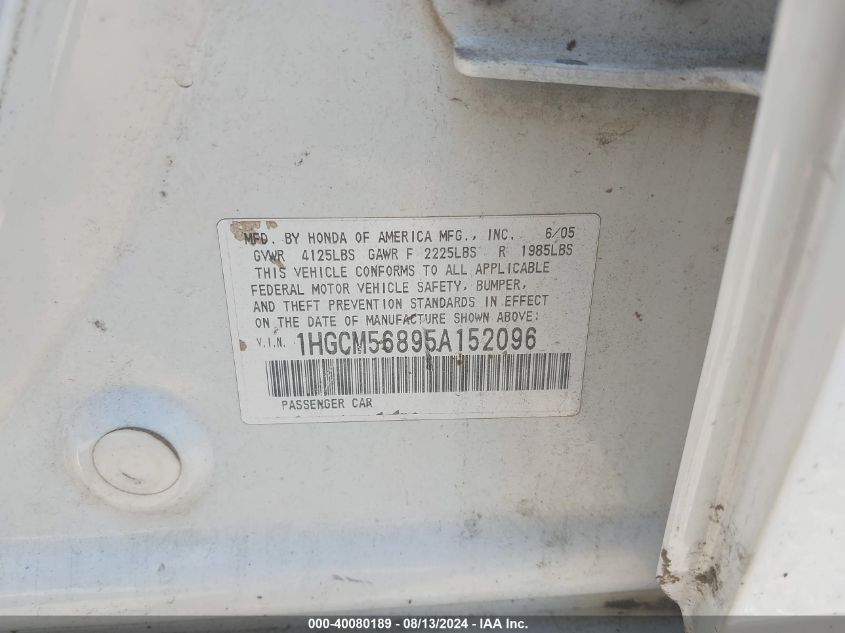 MFD. BY HONDA OF AMERICA MFG., INC. 6/05
GVWR 4125LBS GAWR F 2225LBS R 1985LBS
THIS VEHICLE CONFORMS TO ALL APPLICABLE
FEDERAL MOTOR VEHICLE SAFETY, BUMPER,
AND THEFT PREVENTION STANDARDS IN EFFECT
ON THE DATE OF MANUFACTURE SHOWN ABOVE:
V.I.N. 1HGCM56895A152096
PASSENGER CAR
000-40080189 - 08/13/2024 - IAA Inc.